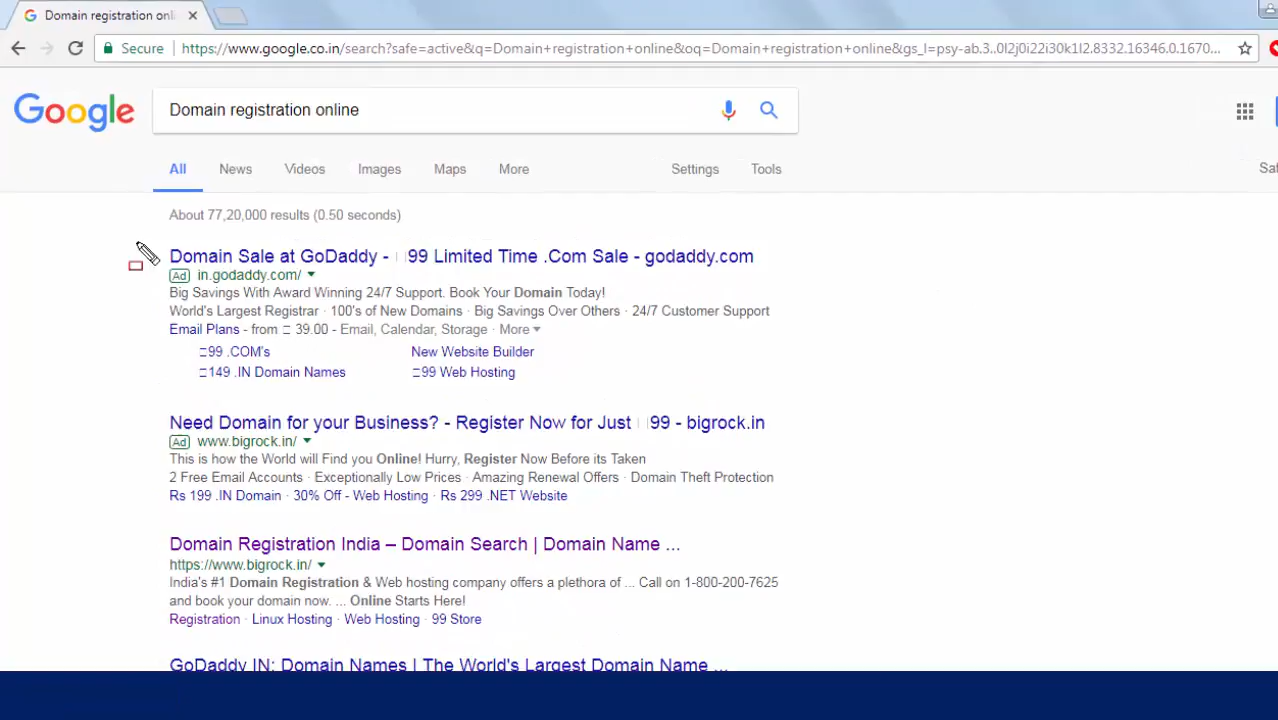 Domain registration onli
Secure https://www.google.co.in/search?safe=active&q=Domain+registration+online&oq=Domain+registration+online&gs_l=psy-ab.3..0l2j0i22i30k1l2.8332.16346.0.1670...
Google Domain registration online
All News Videos Images Maps More Settings Tools
About 77,20,000 results (0.50 seconds)
Domain Sale at GoDaddy - 99 Limited Time .Com Sale - godaddy.com
Ad in.godaddy.com/
Big Savings With Award Winning 24/7 Support. Book Your Domain Today!
World's Largest Registrar · 100's of New Domains · Big Savings Over Others · 24/7 Customer Support
Email Plans - from 39.00 - Email, Calendar, Storage - More
99 .COM's New Website Builder
149 .IN Domain Names 99 Web Hosting
Need Domain for your Business? - Register Now for Just 99 - bigrock.in
Ad www.bigrock.in/
This is how the World will Find you Online! Hurry, Register Now Before its Taken
2 Free Email Accounts · Exceptionally Low Prices · Amazing Renewal Offers · Domain Theft Protection
Rs 199 .IN Domain · 30% Off - Web Hosting · Rs 299 .NET Website
Domain Registration India – Domain Search | Domain Name ...
https://www.bigrock.in/
India's #1 Domain Registration & Web hosting company offers a plethora of ... Call on 1-800-200-7625
and book your domain now. ... Online Starts Here!
Registration · Linux Hosting · Web Hosting · 99 Store
GoDaddy IN: Domain Names | The World's Largest Domain Name ...